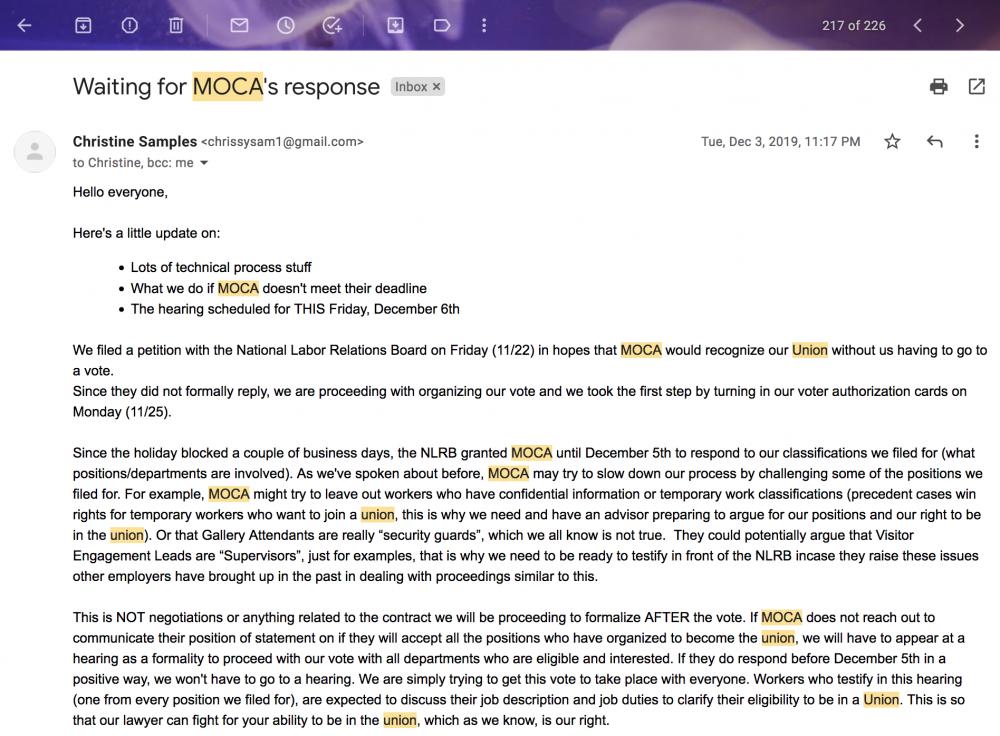 217 of 226
Waiting for MOCA's response Inbox ×
Christine Samples <chrissysam1@gmail.com> Tue, Dec 3, 2019, 11:17 PM
to Christine, bcc: me
Hello everyone,
Here's a little update on:
• Lots of technical process stuff
• What we do if MOCA doesn't meet their deadline
• The hearing scheduled for THIS Friday, December 6th
We filed a petition with the National Labor Relations Board on Friday (11/22) in hopes that MOCA would recognize our Union without us having to go to
a vote.
Since they did not formally reply, we are proceeding with organizing our vote and we took the first step by turning in our voter authorization cards on
Monday (11/25).
Since the holiday blocked a couple of business days, the NLRB granted MOCA until December 5th to respond to our classifications we filed for (what
positions/departments are involved). As we've spoken about before, MOCA may try to slow down our process by challenging some of the positions we
filed for. For example, MOCA might try to leave out workers who have confidential information or temporary work classifications (precedent cases win
rights for temporary workers who want to join a union, this is why we need and have an advisor preparing to argue for our positions and our right to be
in the union). Or that Gallery Attendants are really “security guards”, which we all know is not true.  They could potentially argue that Visitor
Engagement Leads are “Supervisors”, just for examples, that is why we need to be ready to testify in front of the NLRB incase they raise these issues
other employers have brought up in the past in dealing with proceedings similar to this.
This is NOT negotiations or anything related to the contract we will be proceeding to formalize AFTER the vote. If MOCA does not reach out to
communicate their position of statement on if they will accept all the positions who have organized to become the union, we will have to appear at a
hearing as a formality to proceed with our vote with all departments who are eligible and interested. If they do respond before December 5th in a
positive way, we won't have to go to a hearing. We are simply trying to get this vote to take place with everyone. Workers who testify in this hearing
(one from every position we filed for), are expected to discuss their job description and job duties to clarify their eligibility to be in a Union. This is so
that our lawyer can fight for your ability to be in the union, which as we know, is our right.